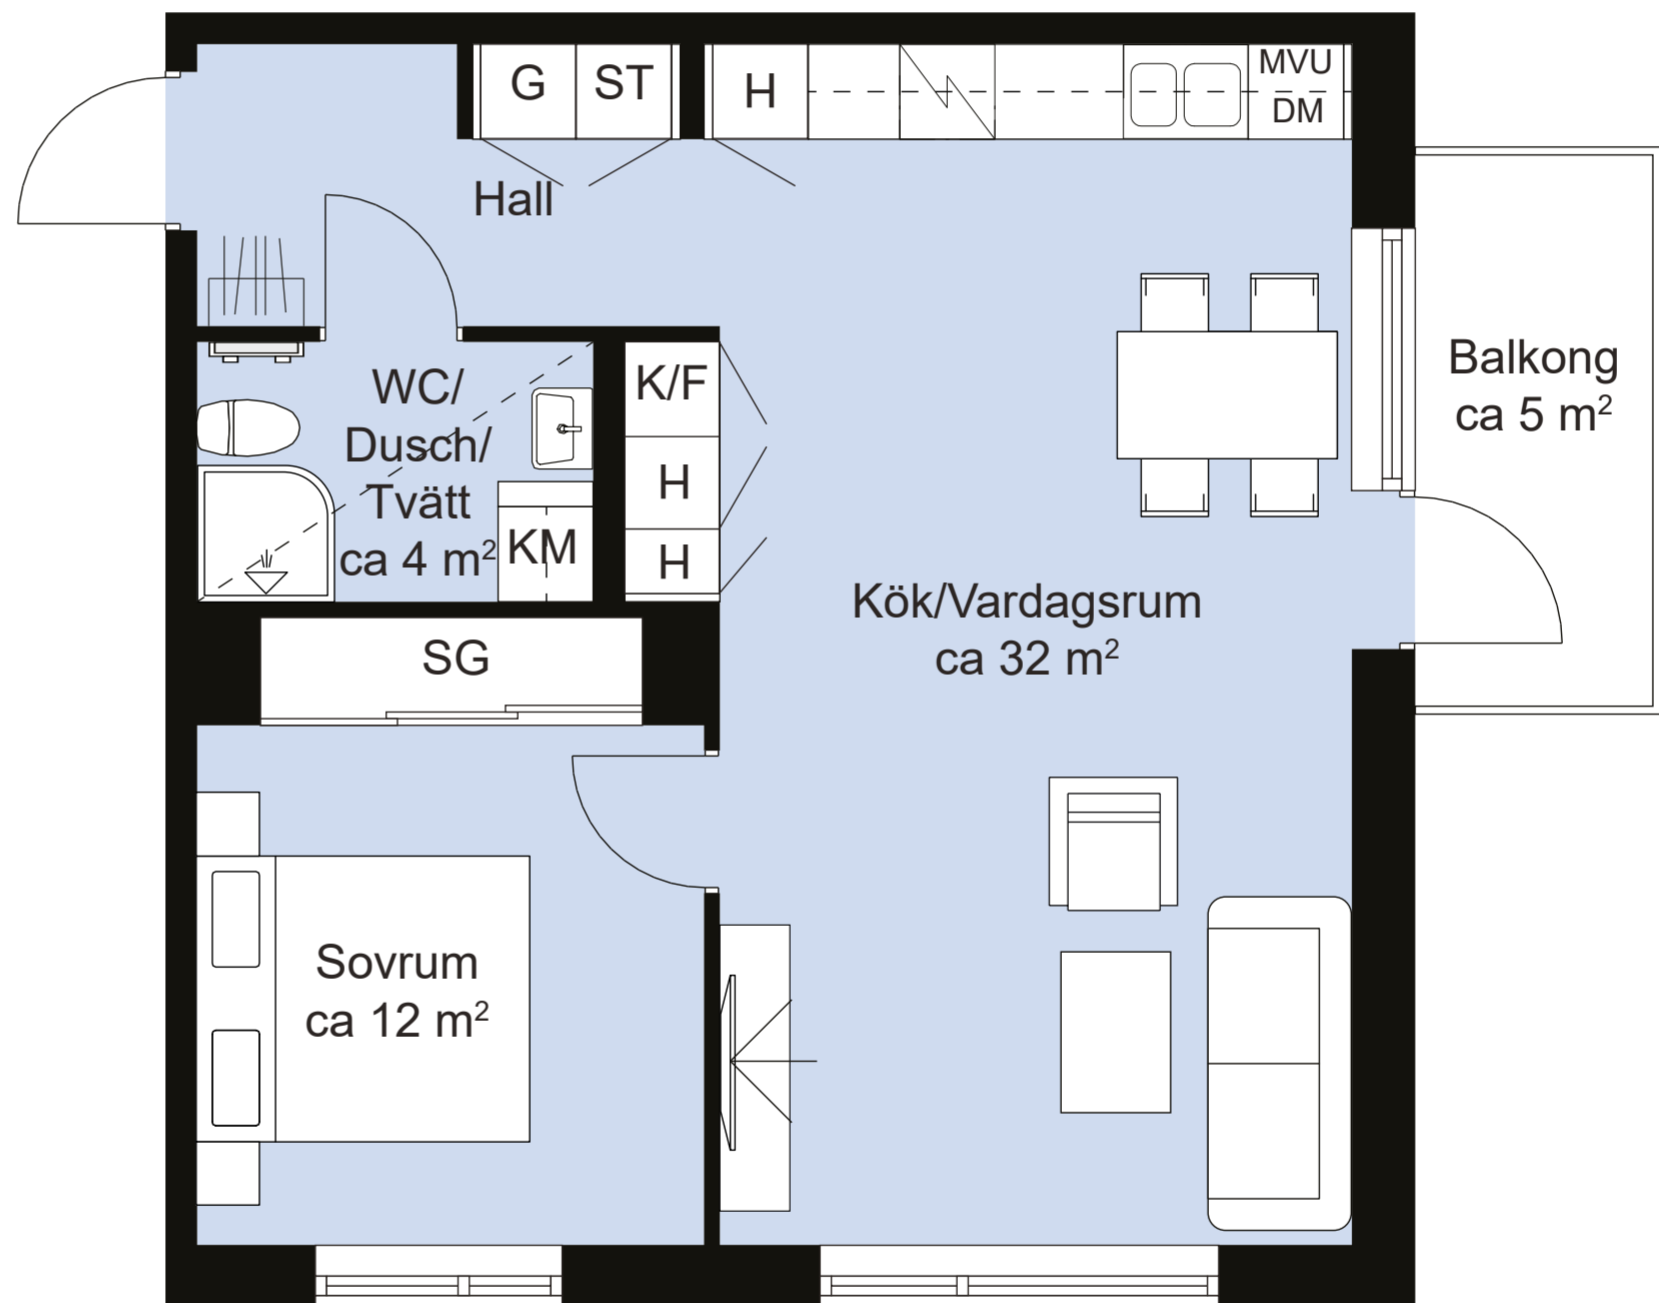 G
ST
H
MVU
DM
Hall
WC/
Dusch/
Tvätt
ca 4 m²
KM
K/F
H
H
Balkong
ca 5 m²
Kök/Vardagsrum
ca 32 m²
SG
Sovrum
ca 12 m²